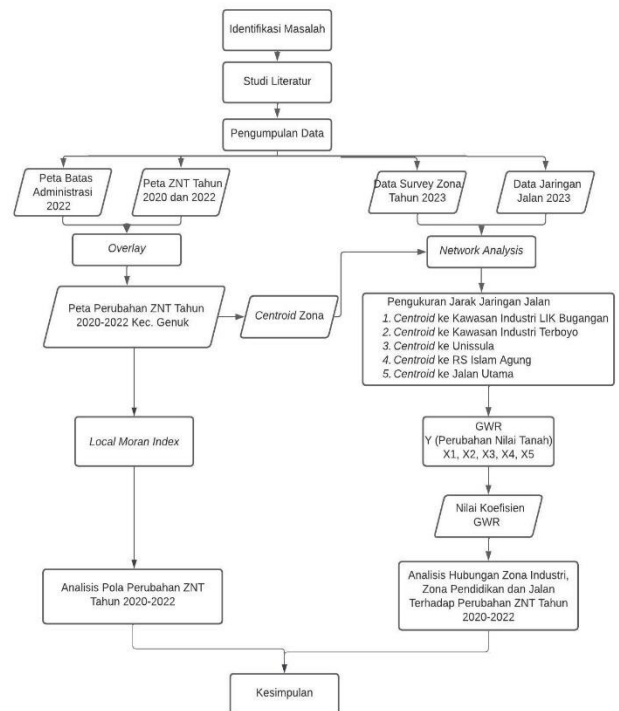 Identifikasi Masalah
Studi Literatur
Pengumpulan Data
Peta Batas
Administrasi
2022
Peta ZNT Tahun
2020 dan 2022
Data Survey Zona
Tahun 2023
Data Jaringan
Jalan 2023
Overlay
Network Analysis
Peta Perubahan ZNT Tahun
2020-2022 Kec. Genuk
Centroid Zona
Pengukuran Jarak Jaringan Jalan
1. Centroid ke Kawasan Industri LIK Bugangan
2. Centroid ke Kawasan Industri Terboyo
3. Centroid ke Unissula
4. Centroid ke RS Islam Agung
5. Centroid ke Jalan Utama
Local Moran Index
GWR
Y (Perubahan Nilai Tanah)
X1, X2, X3, X4, X5
Nilai Koefisien
GWR
Analisis Pola Perubahan ZNT
Tahun 2020-2022
Analisis Hubungan Zona Industri,
Zona Pendidikan dan Jalan
Terhadap Perubahan ZNT Tahun
2020-2022
Kesimpulan